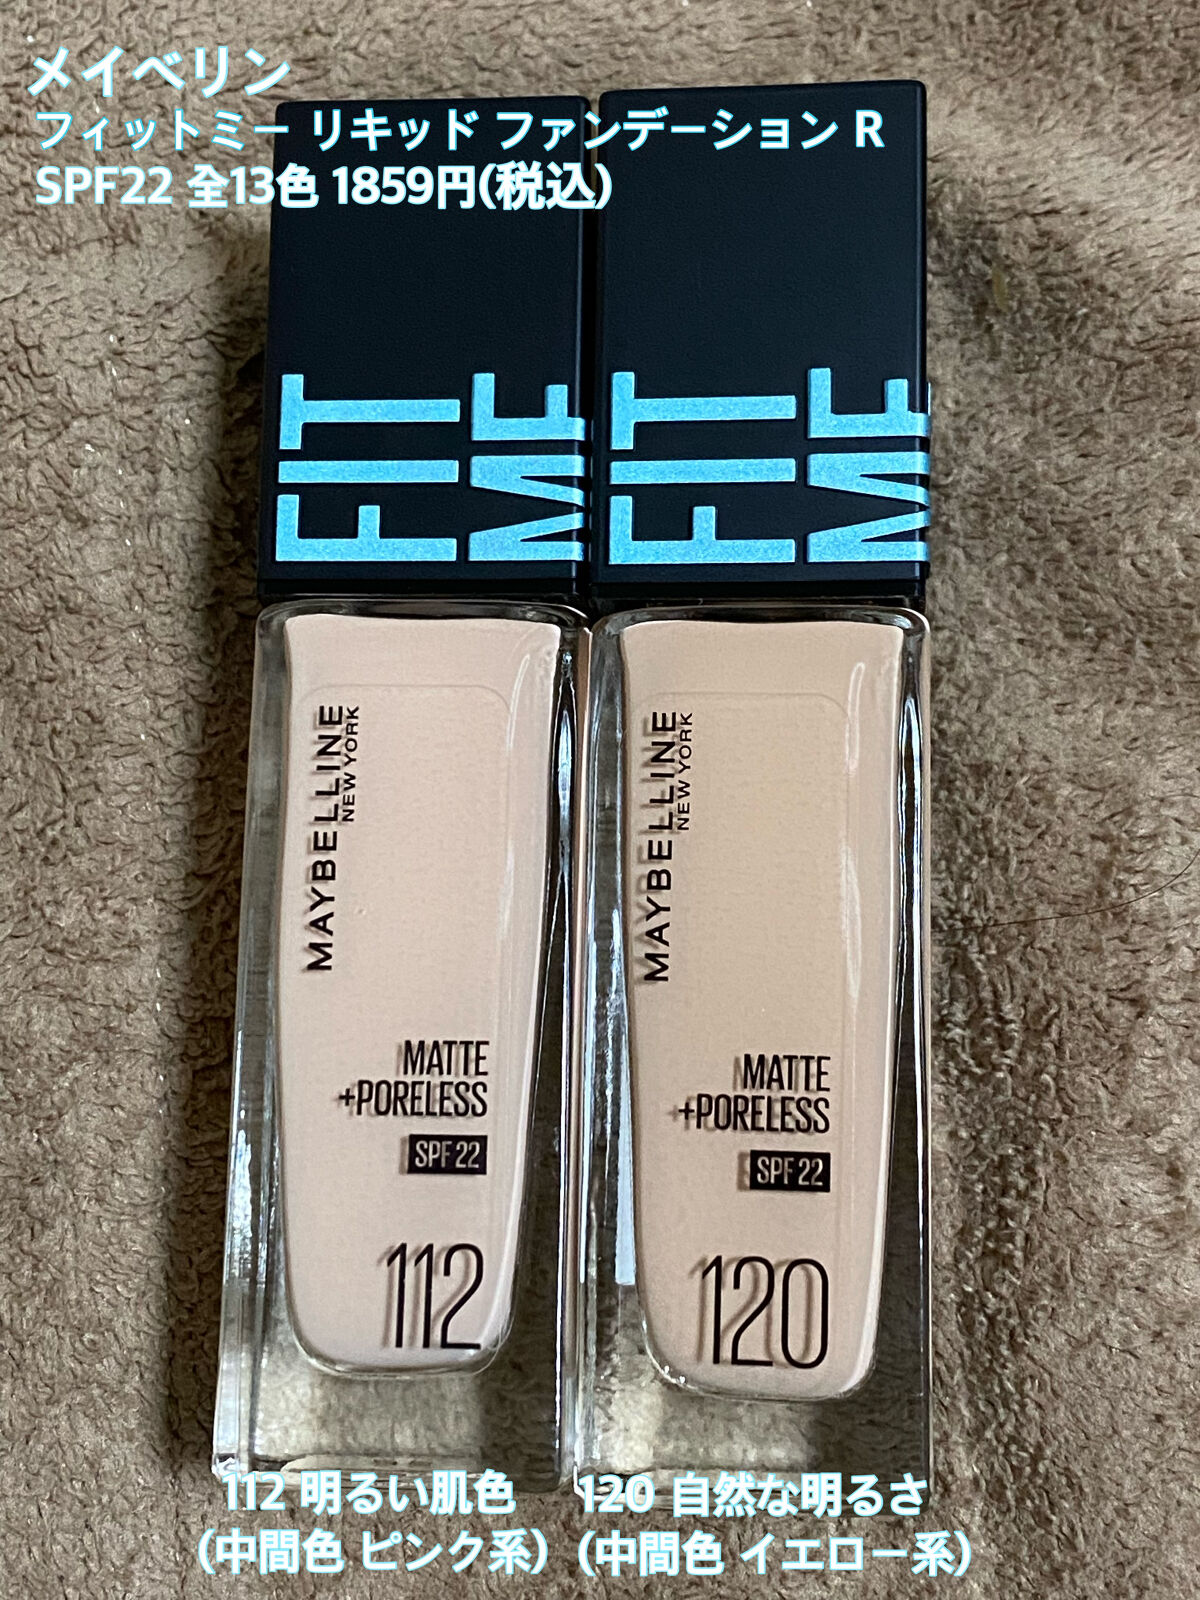 メイベリン
フィットミー リキッド ファンデーション R
SPF22 全13色 1859円(税込)
FIT
ME
FIT
ME
MAYBELLINE
NEW YORK
MATTE
+PORELESS
SPF 22
112
MAYBELLINE
NEW YORK
MATTE
+PORELESS
SPF 22
120
112 明るい肌色
（中間色 ピンク系）
120 自然な明るさ
（中間色 イエロー系）